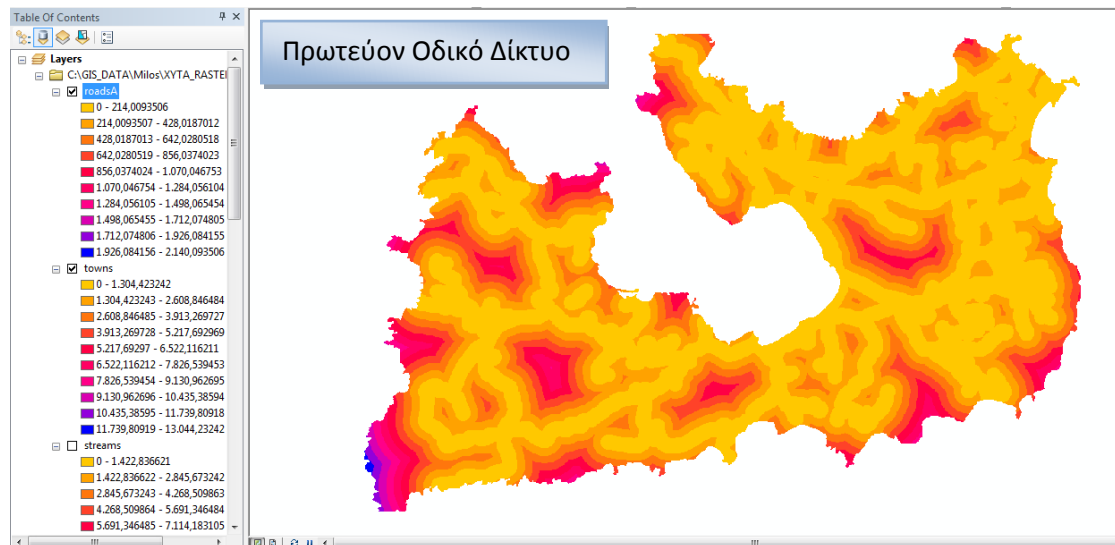 Table Of Contents
Πρωτεύον Οδικό Δίκτυο
Layers
C:\GIS_DATA\Milos\XYTA_RASTE
roadsA
0 - 214,0093506
214,0093507 - 428,0187012
428,0187013 - 642,0280518
642,0280519 - 856,0374023
856,0374024 - 1.070,046753
1.070,046754 - 1.284,056104
1.284,056105 - 1.498,065454
1.498,065455 - 1.712,074805
1.712,074806 - 1.926,084155
1.926,084156 - 2.140,093506
towns
0 - 1.304,423242
1.304,423243 - 2.608,846484
2.608,846485 - 3.913,269727
3.913,269728 - 5.217,692969
5.217,69297 - 6.522,116211
6.522,116212 - 7.826,539453
7.826,539454 - 9.130,962695
9.130,962696 - 10.435,38594
10.435,38595 - 11.739,80918
11.739,80919 - 13.044,23242
streams
0 - 1.422,836621
1.422,836622 - 2.845,673242
2.845,673243 - 4.268,509863
4.268,509864 - 5.691,346484
5.691,346485 - 7.114,183105